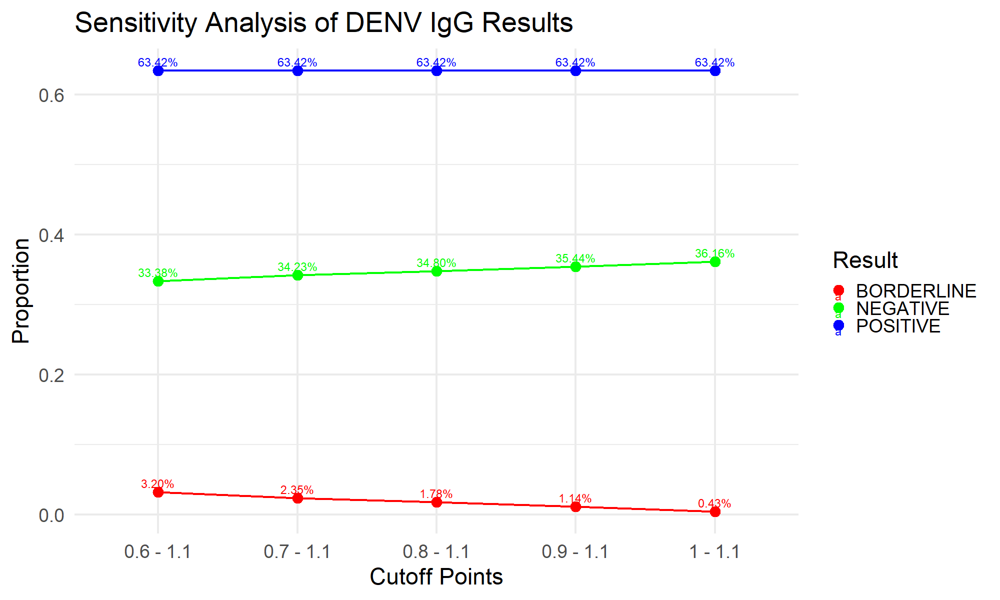 Sensitivity Analysis of DENV IgG Results
63.42% 63.42% 63.42% 63.42% 63.42%
0.6
0.4
33.38% 34.23% 34.80% 35.44% 36.16%
Proportion
0.2
3.20% 2.35% 1.78% 1.14% 0.43%
0.0
0.6 - 1.1 0.7 - 1.1 0.8 - 1.1 0.9 - 1.1 1 - 1.1
Cutoff Points
Result
a BORDERLINE
a NEGATIVE
a POSITIVE